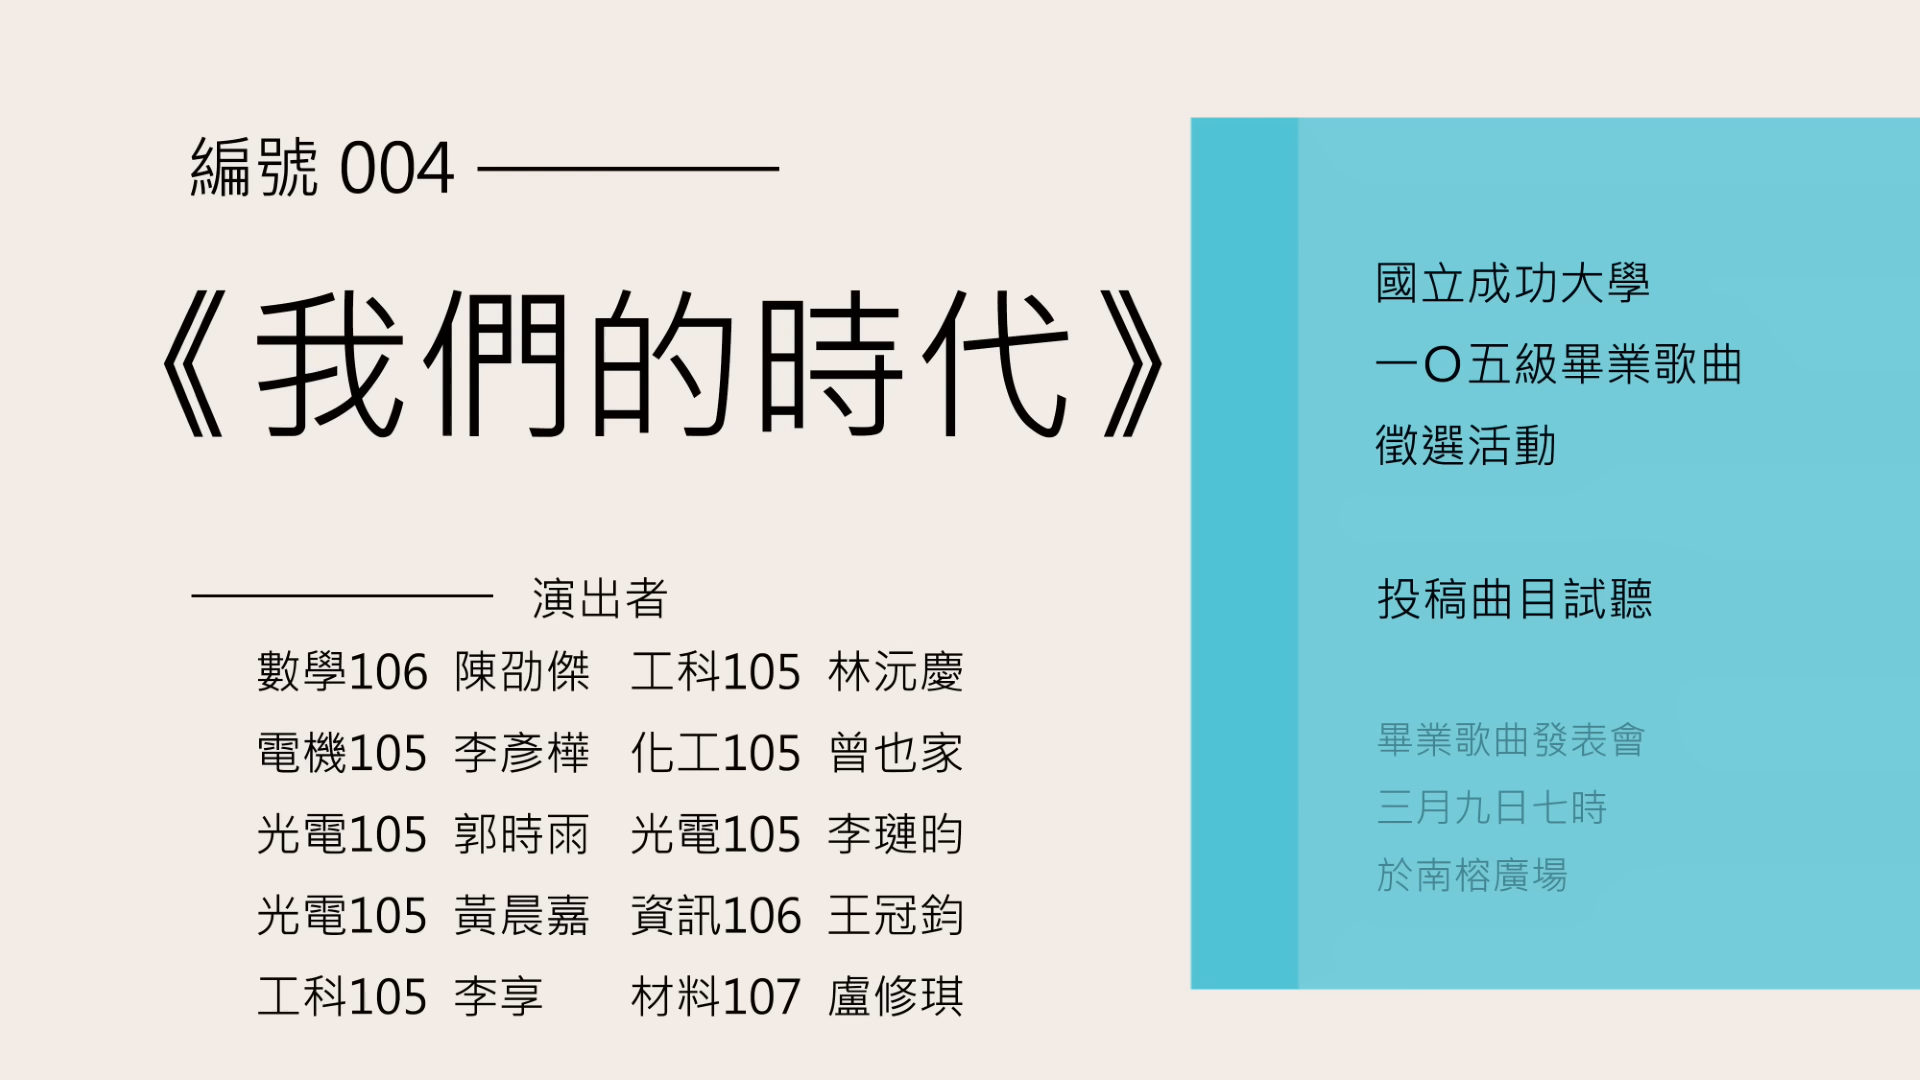 編號 004
《我們的時代》
演出者
數學106 陳劭傑 工科105 林沅慶
電機105 李彥樺 化工105 曾也家
光電105 郭時雨 光電105 李璉昀
光電105 黃晨嘉 資訊106 王冠鈞
工科105 李享 材料107 盧修琪
國立成功大學
一〇五級畢業歌曲
徵選活動
投稿曲目試聽
畢業歌曲發表會
三月九日七時
於南榕廣場